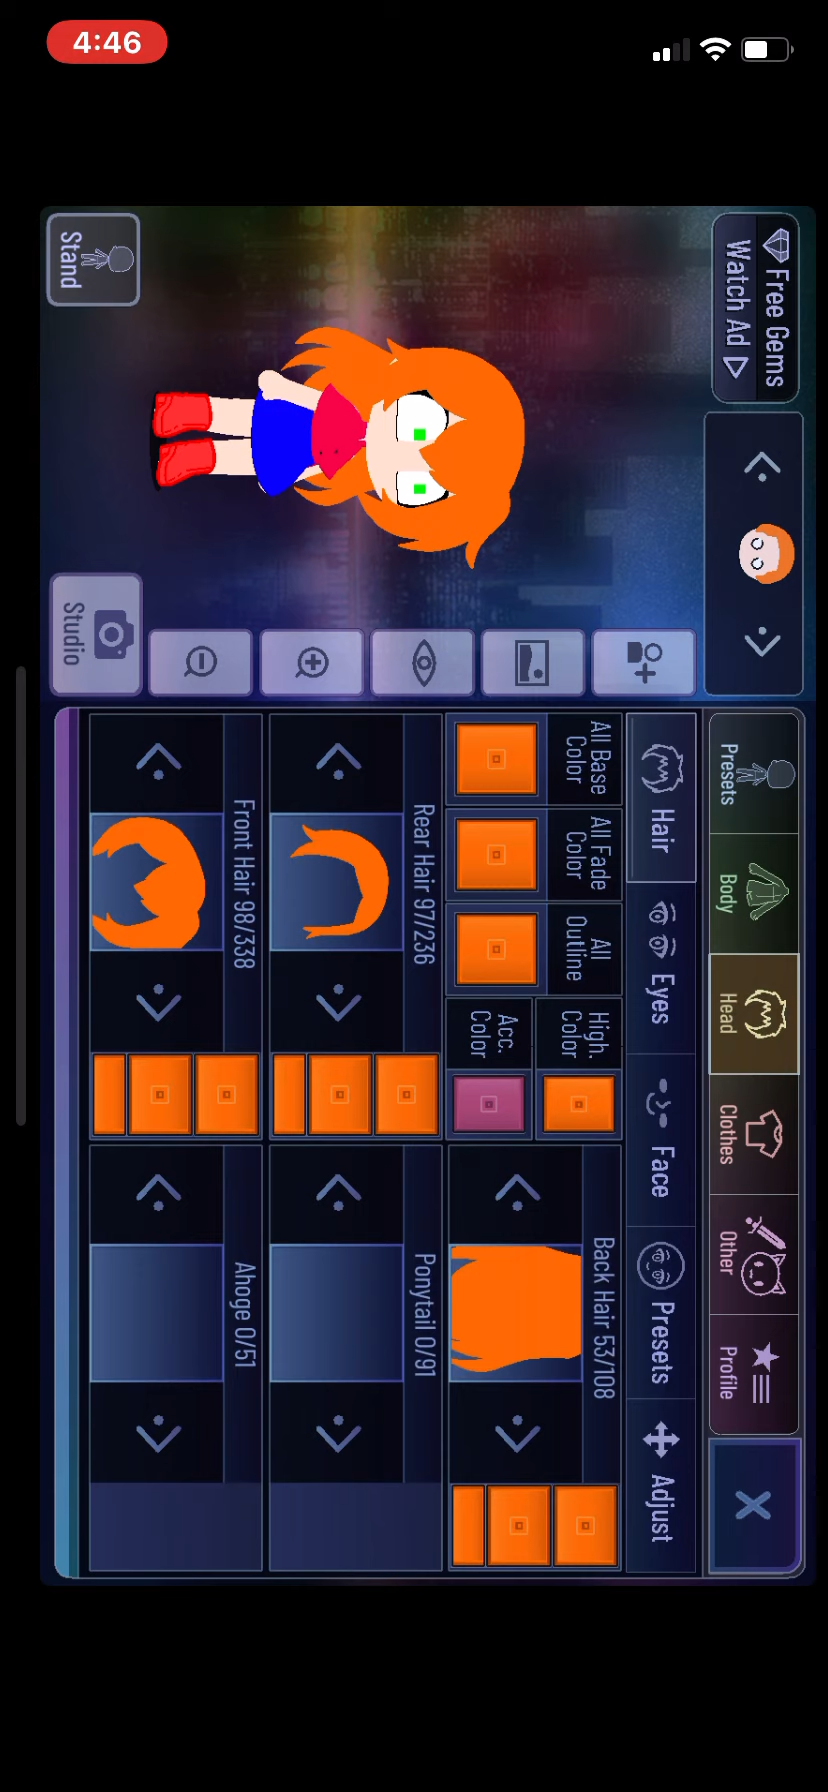 4:46
Free Gems
Watch Ad
Stand
Studio
Presets
Body
Head
Clothes
Other
Profile
X
Hair
Eyes
Face
Presets
Adjust
All Base
Color
All Fade
Color
All
Outline
High.
Color
Acc.
Color
Back Hair 53/108
Rear Hair 97/236
Ponytail 0/91
Front Hair 98/338
Ahoge 0/51